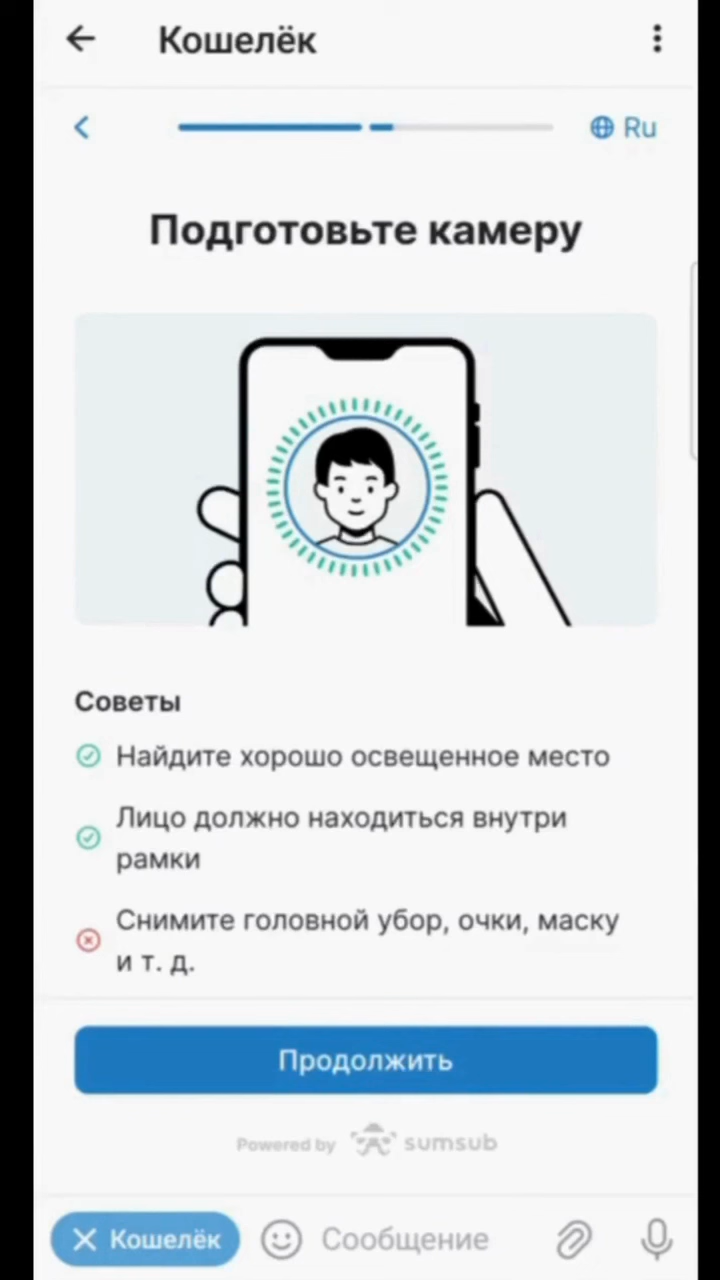 Кошелёк
Ru
Подготовьте камеру
Советы
Найдите хорошо освещенное место
Лицо должно находиться внутри
рамки
Снимите головной убор, очки, маску
и т. д.
Продолжить
Powered by sumsub
Кошелёк Сообщение